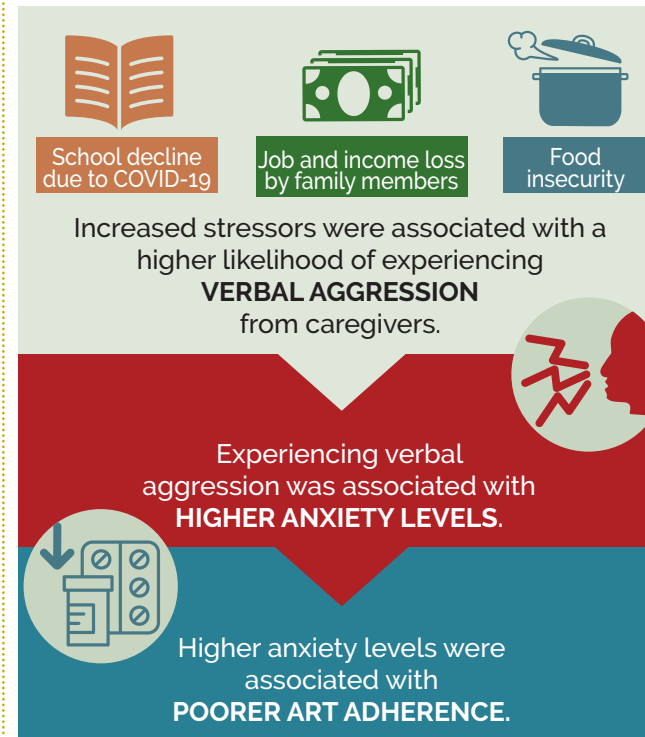 School decline
due to COVID-19
Job and income loss
by family members
Food
insecurity
Increased stressors were associated with a
higher likelihood of experiencing
VERBAL AGGRESSION
from caregivers.
Experiencing verbal
aggression was associated with
HIGHER ANXIETY LEVELS.
Higher anxiety levels were
associated with
POORER ART ADHERENCE.